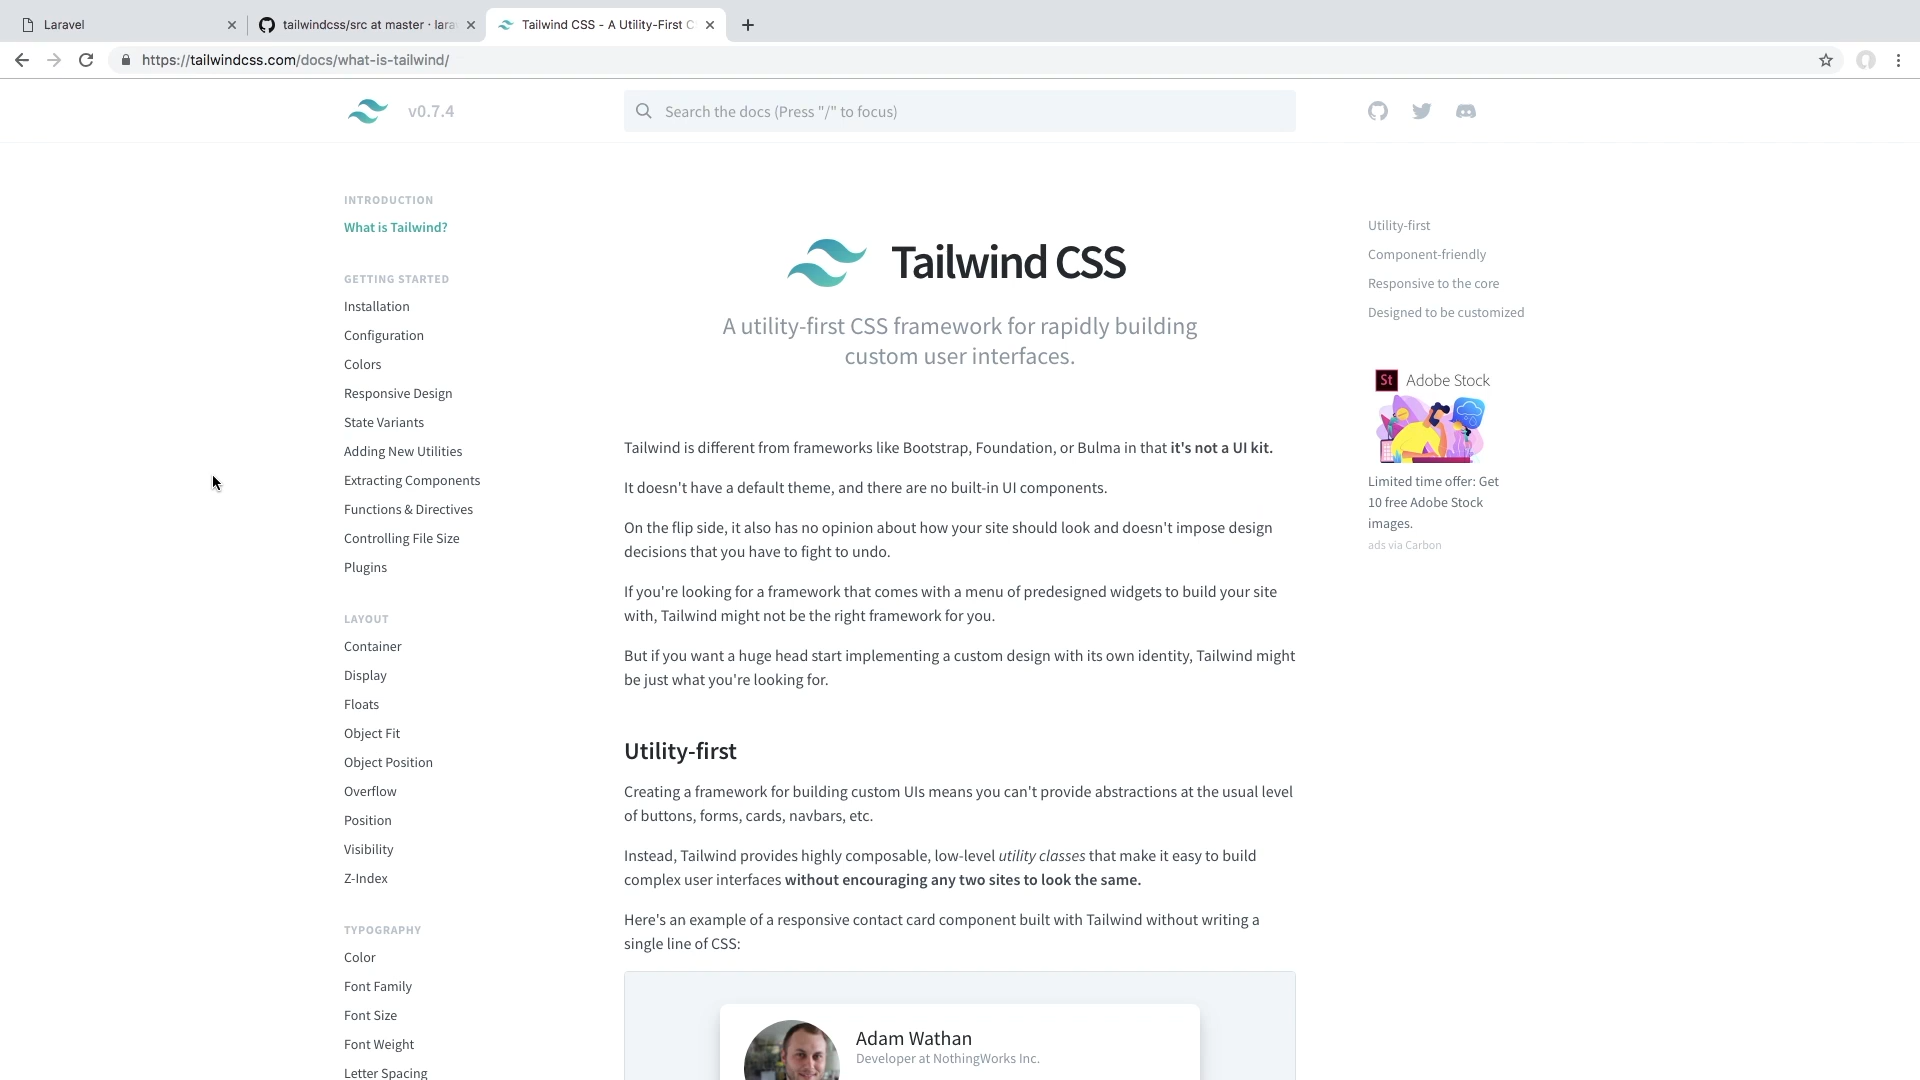 Laravel
tailwindcss/src at master · lara
Tailwind CSS - A Utility-First C
https://tailwindcss.com/docs/what-is-tailwind/
v0.7.4
Search the docs (Press "/" to focus)
INTRODUCTION
What is Tailwind?
GETTING STARTED
Installation
Configuration
Colors
Responsive Design
State Variants
Adding New Utilities
Extracting Components
Functions & Directives
Controlling File Size
Plugins
LAYOUT
Container
Display
Floats
Object Fit
Object Position
Overflow
Position
Visibility
Z-Index
TYPOGRAPHY
Color
Font Family
Font Size
Font Weight
Letter Spacing
Tailwind CSS
A utility-first CSS framework for rapidly building
custom user interfaces.
Tailwind is different from frameworks like Bootstrap, Foundation, or Bulma in that it's not a UI kit.
It doesn't have a default theme, and there are no built-in UI components.
On the flip side, it also has no opinion about how your site should look and doesn't impose design
decisions that you have to fight to undo.
If you're looking for a framework that comes with a menu of predesigned widgets to build your site
with, Tailwind might not be the right framework for you.
But if you want a huge head start implementing a custom design with its own identity, Tailwind might
be just what you're looking for.
Utility-first
Creating a framework for building custom UIs means you can't provide abstractions at the usual level
of buttons, forms, cards, navbars, etc.
Instead, Tailwind provides highly composable, low-level utility classes that make it easy to build
complex user interfaces without encouraging any two sites to look the same.
Here's an example of a responsive contact card component built with Tailwind without writing a
single line of CSS:
Adam Wathan
Developer at NothingWorks Inc.
Utility-first
Component-friendly
Responsive to the core
Designed to be customized
St Adobe Stock
Limited time offer: Get
10 free Adobe Stock
images.
ads via Carbon